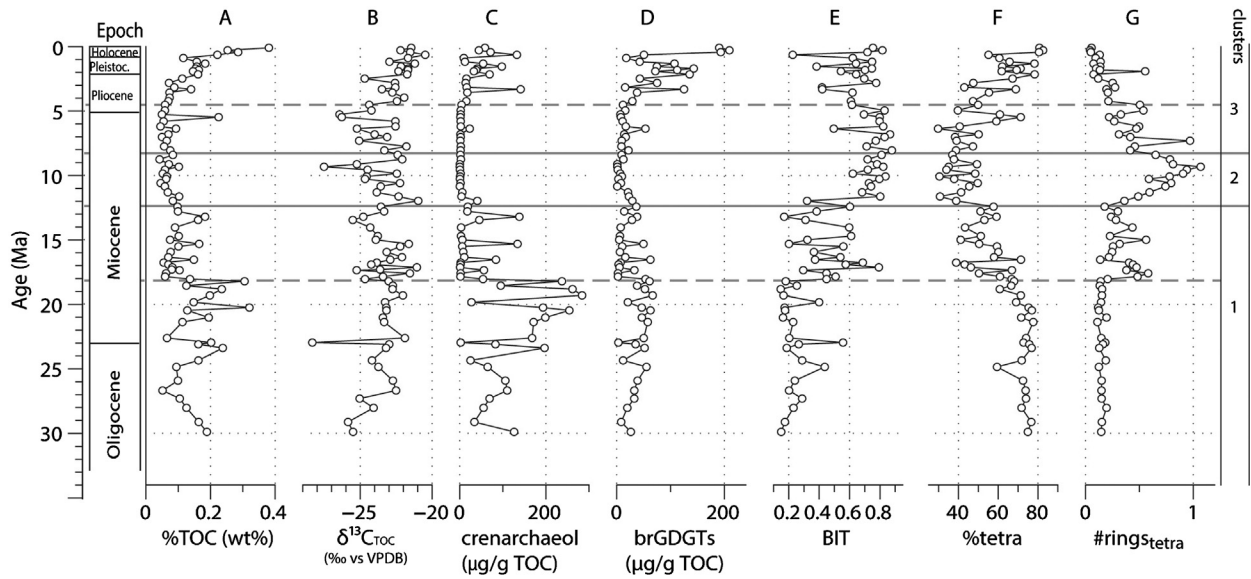 A B C D E F G
Epoch
clusters
Age (Ma)
0
5
10
15
20
25
30
Holocene
Pleistoc.
Pliocene
Miocene
Oligocene
3
2
1
0 0.2 0.4
%TOC (wt%)
−25 −20
δ¹³C_TOC
(‰ vs VPDB)
0 200
crenarchaeol
(μg/g TOC)
0 100 200
brGDGTs
(μg/g TOC)
0.2 0.4 0.6 0.8
BIT
40 60 80
%tetra
0 1
#rings_tetra